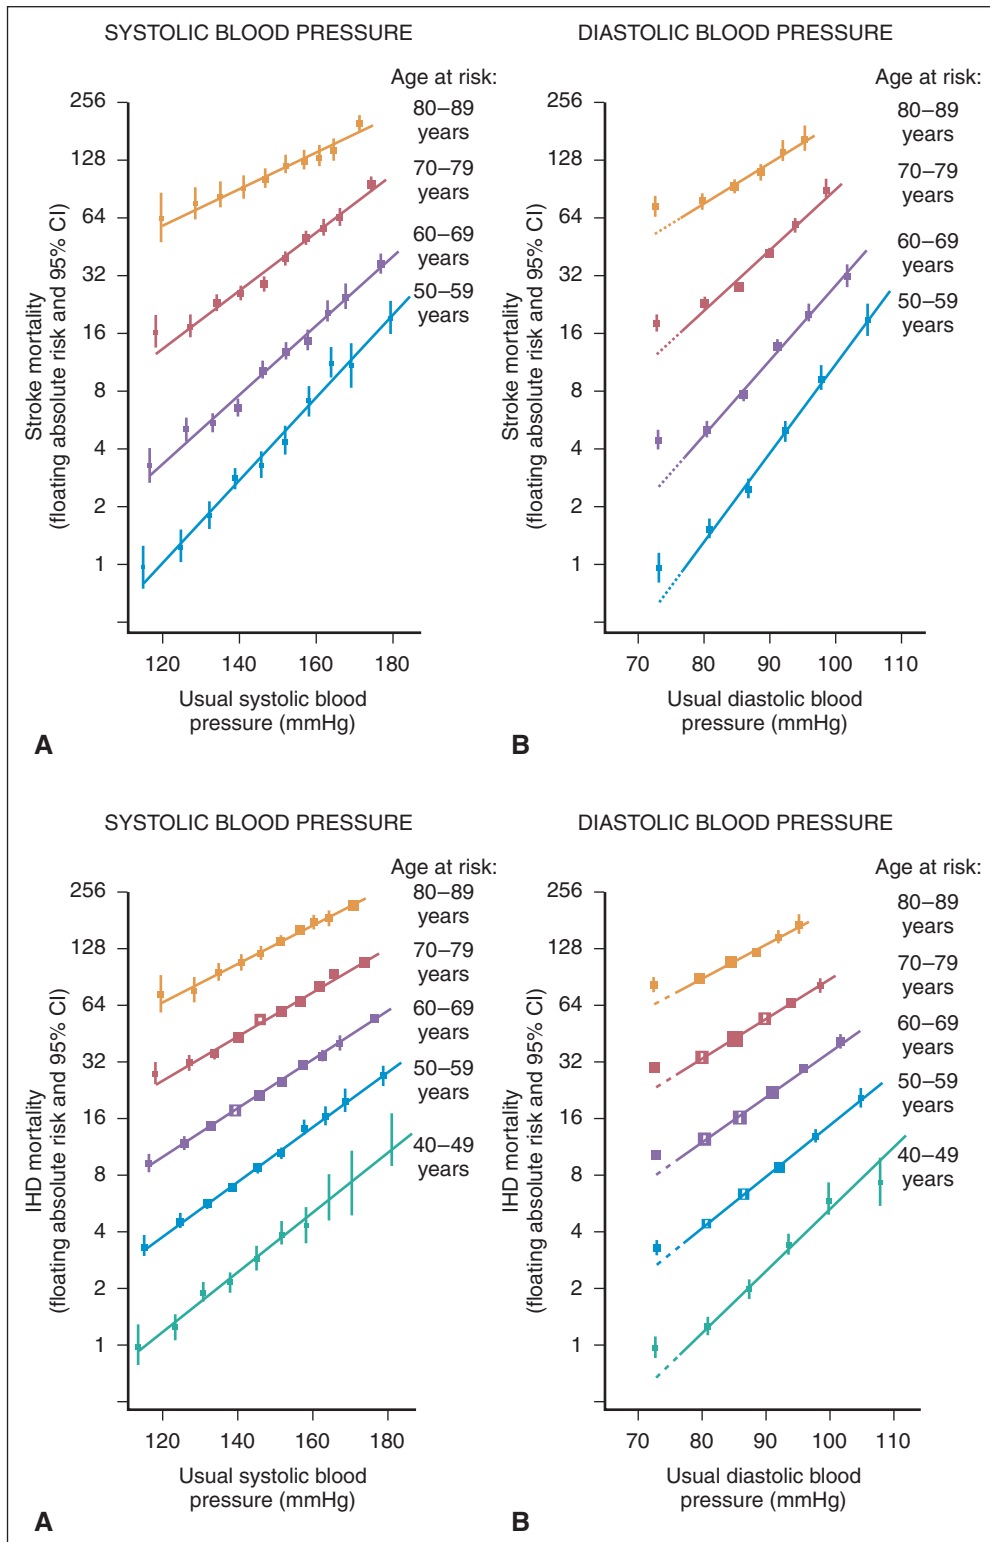 SYSTOLIC BLOOD PRESSURE
Age at risk:
256
128
64
32
16
8
4
2
1
80–89
years
70–79
years
60–69
years
50–59
years
Stroke mortality
(floating absolute risk and 95% CI)
120 140 160 180
Usual systolic blood
pressure (mmHg)
A
DIASTOLIC BLOOD PRESSURE
Age at risk:
256
128
64
32
16
8
4
2
1
80–89
years
70–79
years
60–69
years
50–59
years
Stroke mortality
(floating absolute risk and 95% CI)
70 80 90 100 110
Usual diastolic blood
pressure (mmHg)
B
SYSTOLIC BLOOD PRESSURE
Age at risk:
256
128
64
32
16
8
4
2
1
80–89
years
70–79
years
60–69
years
50–59
years
40–49
years
IHD mortality
(floating absolute risk and 95% CI)
120 140 160 180
Usual systolic blood
pressure (mmHg)
A
DIASTOLIC BLOOD PRESSURE
Age at risk:
256
128
64
32
16
8
4
2
1
80–89
years
70–79
years
60–69
years
50–59
years
40–49
years
IHD mortality
(floating absolute risk and 95% CI)
70 80 90 100 110
Usual diastolic blood
pressure (mmHg)
B